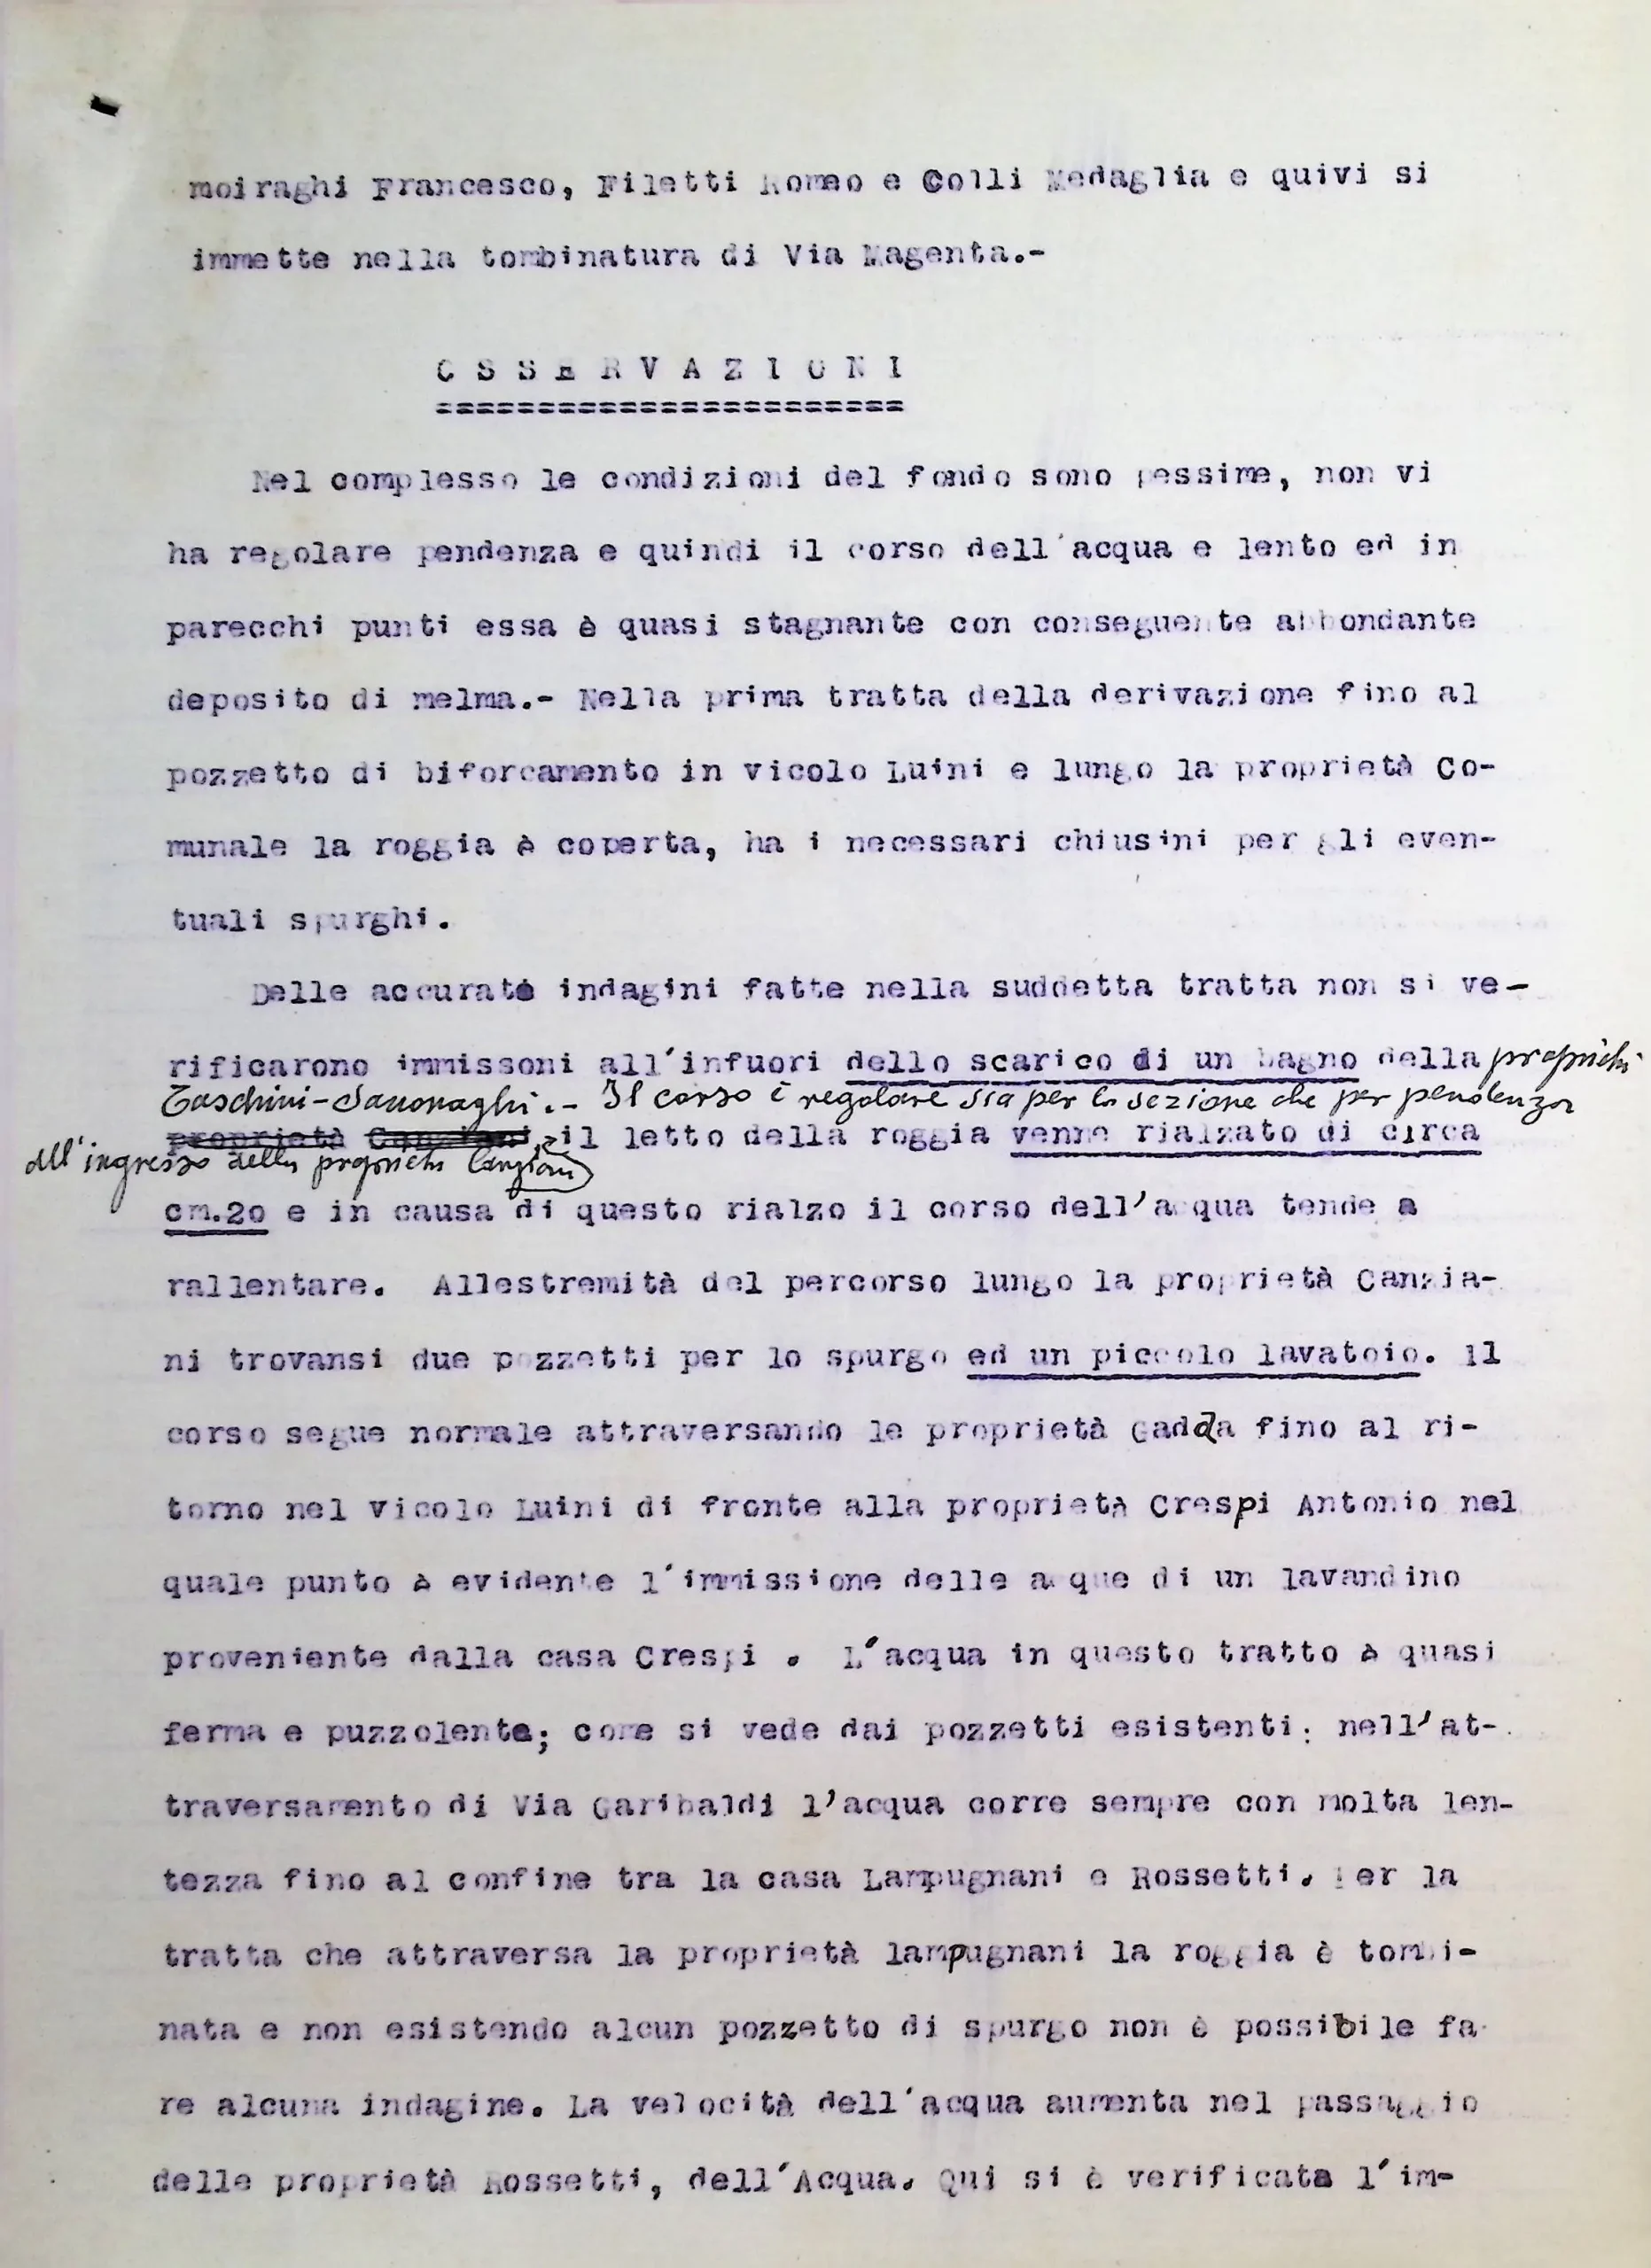 moiraghi Francesco, Filetti Romeo e Colli Medaglia e quivi si
immette nella tombinatura di Via Magenta.-
O S S E R V A Z I O N I
=======================
Nel complesso le condizioni del fondo sono pessime, non vi
ha regolare pendenza e quindi il corso dell'acqua e lento ed in
parecchi punti essa è quasi stagnante con conseguente abbondante
deposito di melma.- Nella prima tratta della derivazione fino al
pozzetto di biforcamento in vicolo Luini e lungo la proprietà Co-
munale la roggia è coperta, ha i necessari chiusini per gli even-
tuali spurghi.
Delle accurate indagini fatte nella suddetta tratta non si ve-
rificarono immissoni all'infuori dello scarico di un bagno della
Taschini- Il corso è regolare sia per la sezione che per pendenza
proprietà Canziani, il letto della roggia venne rialzato di circa
all'ingresso della Canziani
cm.20 e in causa di questo rialzo il corso dell'acqua tende a
rallentare. Allestremità del percorso lungo la proprietà Canzia-
ni trovansi due pozzetti per lo spurgo ed un piccolo lavatoio. Il
corso segue normale attraversando le proprietà Gadda fino al ri-
torno nel vicolo Luini di fronte alla proprietà Crespi Antonio nel
quale punto è evidente l'immissione delle acque di un lavandino
proveniente dalla casa Crespi . L'acqua in questo tratto è quasi
ferma e puzzolente; come si vede dai pozzetti esistenti: nell'at-
traversamento di Via Garibaldi l'acqua corre sempre con molta len-
tezza fino al confine tra la casa Lampugnani e Rossetti. Per la
tratta che attraversa la proprietà lampugnani la roggia è tombi-
nata e non esistendo alcun pozzetto di spurgo non è possibile fa-
re alcuna indagine. La velocità dell'acqua aumenta nel passaggio
delle proprietà Rossetti, dell'Acqua. Qui si è verificata l'im-